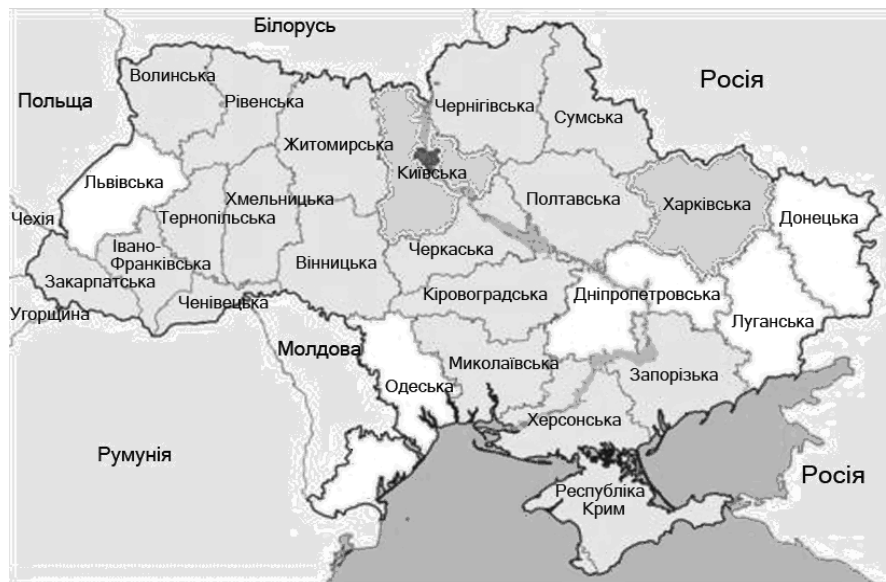 Білорусь
Польща
Росія
Волинська
Рівенська
Чернігівська
Сумська
Житомирська
Київська
Львівська
Хмельницька
Тернопільська
Полтавська
Харківська
Донецька
Чехія
Івано-
Франківська
Закарпатська
Вінницька
Черкаська
Кіровоградська
Дніпропетровська
Луганська
Угорщина
Ченівецька
Молдова
Одеська
Миколаївська
Запорізька
Херсонська
Румунія
Росія
Республіка
Крим